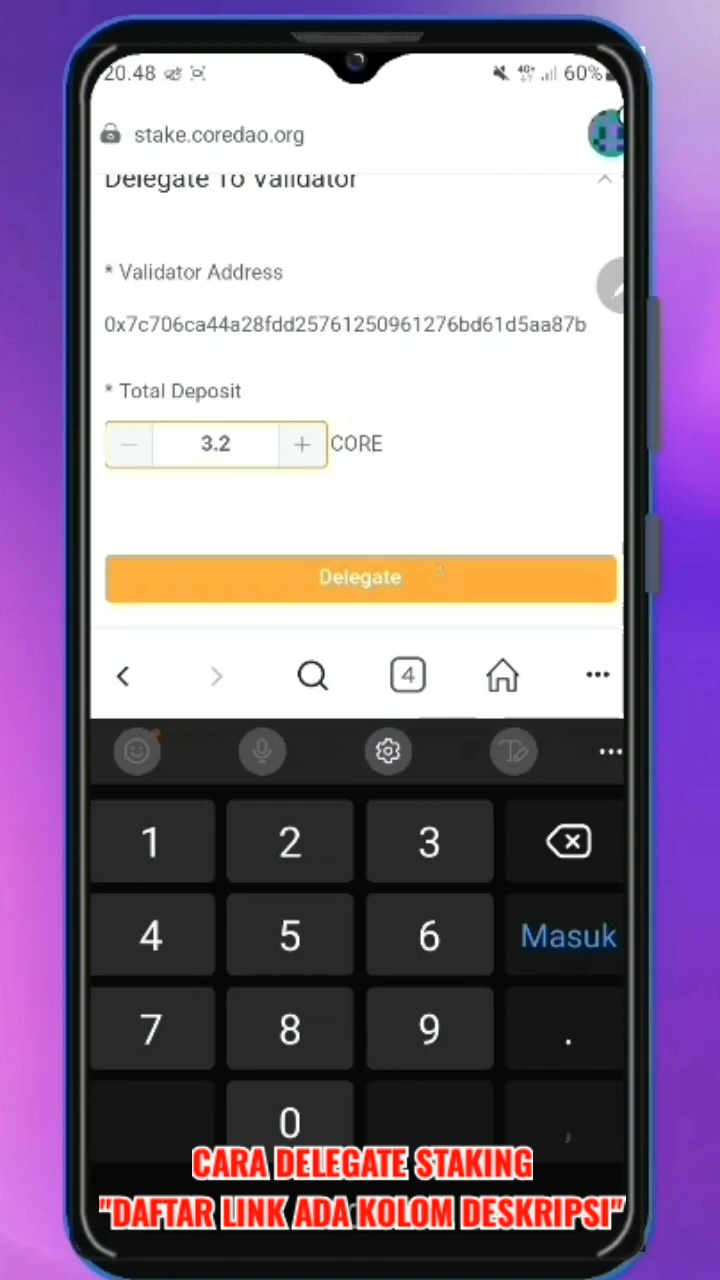 20.48
4G+
60%
stake.coredao.org
Delegate To Validator
* Validator Address
0x7c706ca44a28fdd25761250961276bd61d5aa87b
* Total Deposit
− 3.2 + CORE
Delegate
4
1 2 3
4 5 6 Masuk
7 8 9 .
0 ,
CARA DELEGATE STAKING
"DAFTAR LINK ADA KOLOM DESKRIPSI"